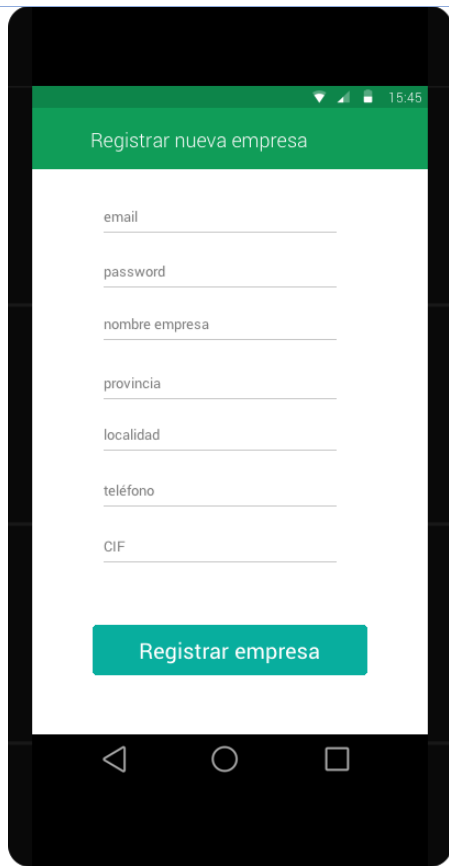 15:45
Registrar nueva empresa
email
password
nombre empresa
provincia
localidad
teléfono
CIF
Registrar empresa